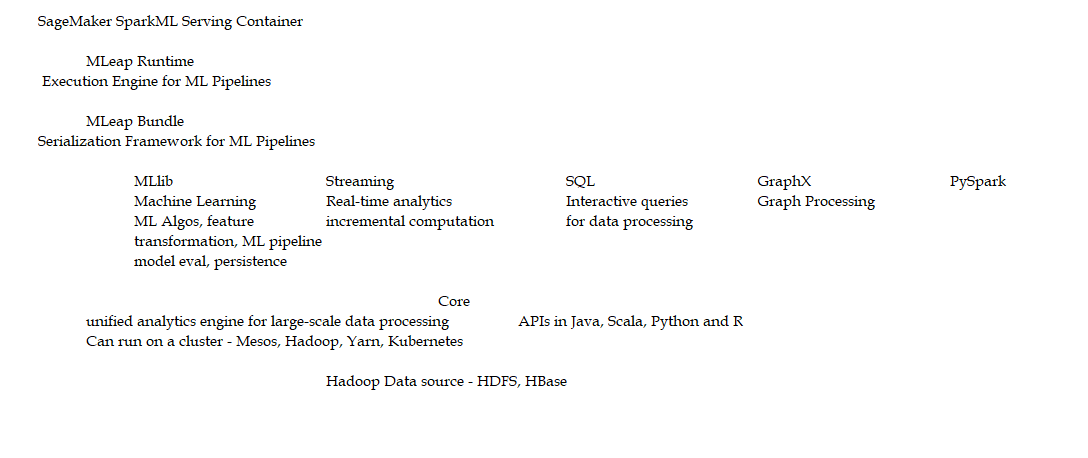 SageMaker SparkML Serving Container
MLeap Runtime
Execution Engine for ML Pipelines
MLeap Bundle
Serialization Framework for ML Pipelines
MLlib Streaming SQL GraphX PySpark
Machine Learning Real-time analytics Interactive queries Graph Processing
ML Algos, feature incremental computation for data processing
transformation, ML pipeline
model eval, persistence
Core
unified analytics engine for large-scale data processing APIs in Java, Scala, Python and R
Can run on a cluster - Mesos, Hadoop, Yarn, Kubernetes
Hadoop Data source - HDFS, HBase